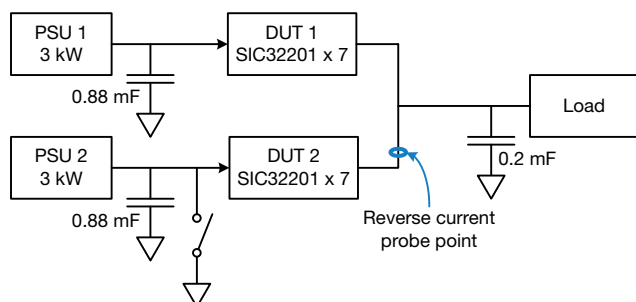 PSU 1
3 kW
DUT 1
SIC32201 x 7
0.88 mF
Load
PSU 2
3 kW
DUT 2
SIC32201 x 7
0.2 mF
0.88 mF
Reverse current
probe point